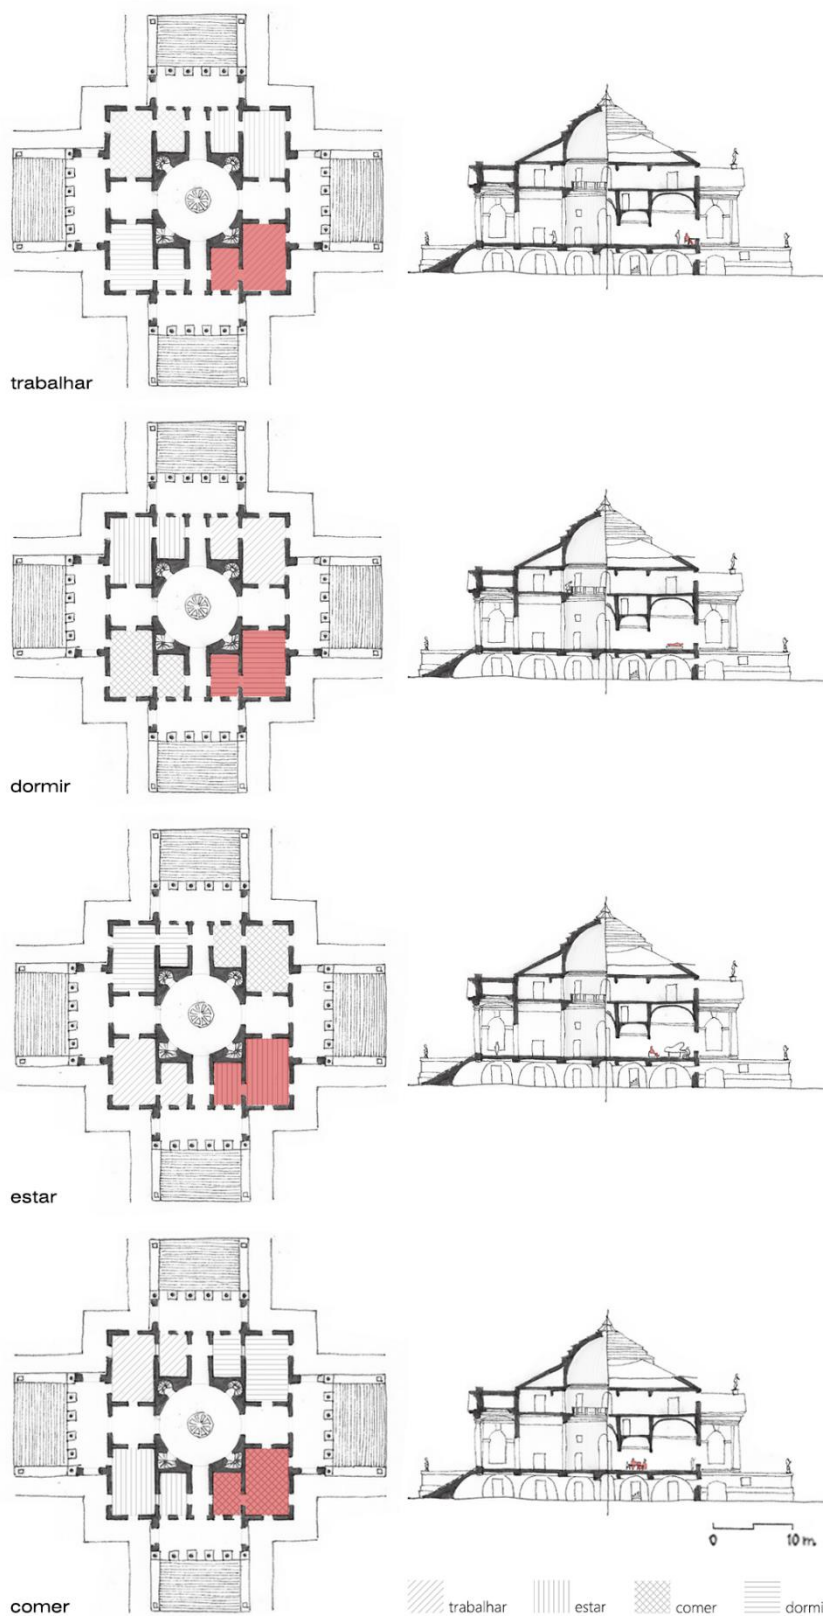 trabalhar
dormir
estar
0 10 m.
comer
trabalhar estar comer dormi